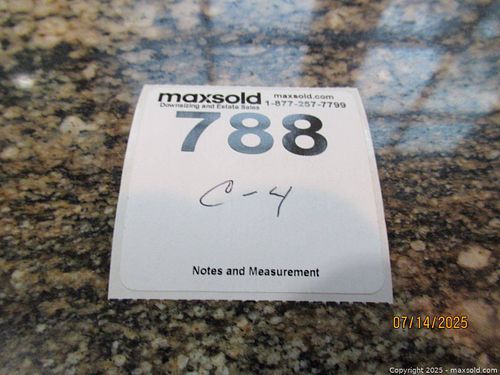 maxsold maxsold.com
Downsizing and Estate Sales 1-877-257-7799
788
C-4
Notes and Measurement
07/14/2025
Copyright 2025 - maxsold.com